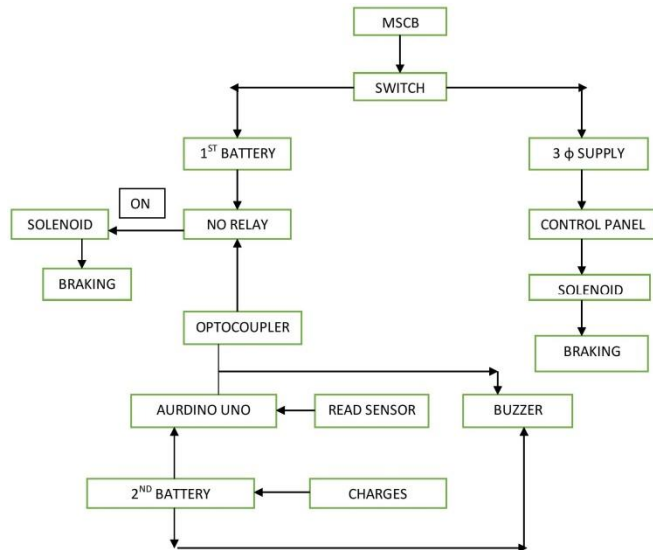 MSCB
SWITCH
1ST BATTERY
3 ф SUPPLY
ON
SOLENOID
NO RELAY
CONTROL PANEL
BRAKING
SOLENOID
OPTOCOUPLER
BRAKING
AURDINO UNO
READ SENSOR
BUZZER
2ND BATTERY
CHARGES